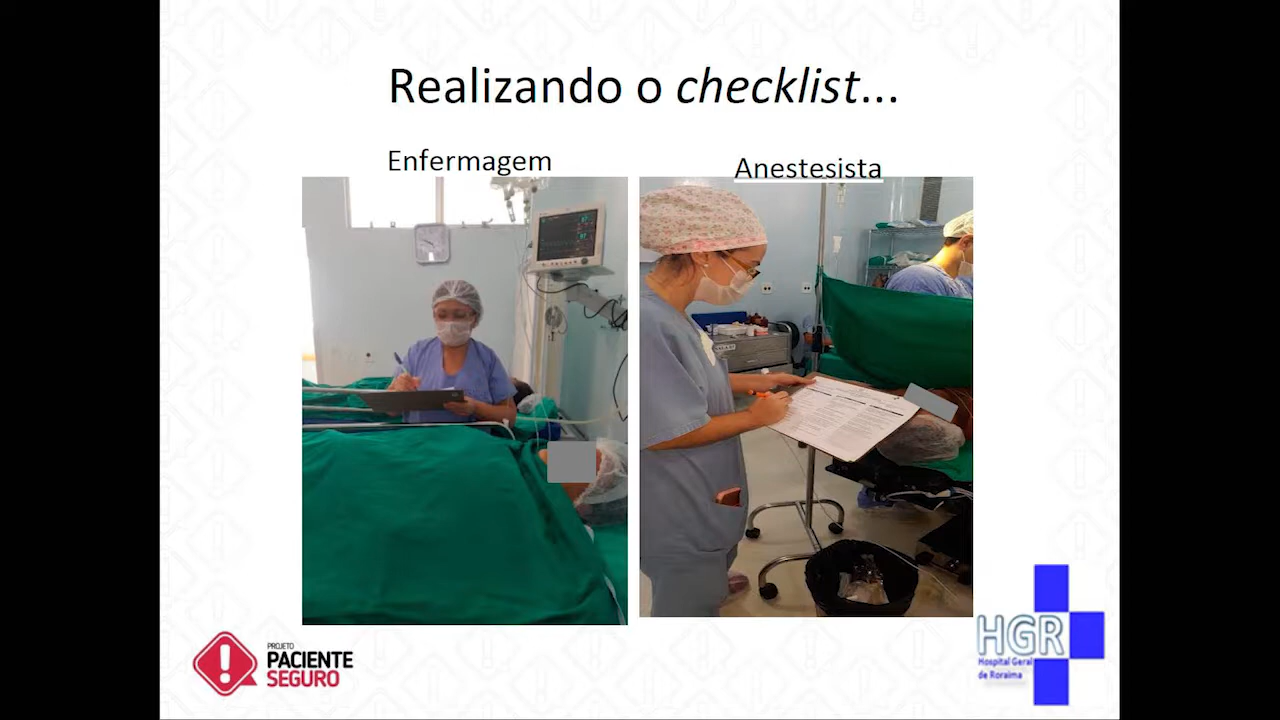 Realizando o checklist...
Enfermagem
Anestesista
PROJETO
PACIENTE
SEGURO
HGR
Hospital Geral
de Roraima